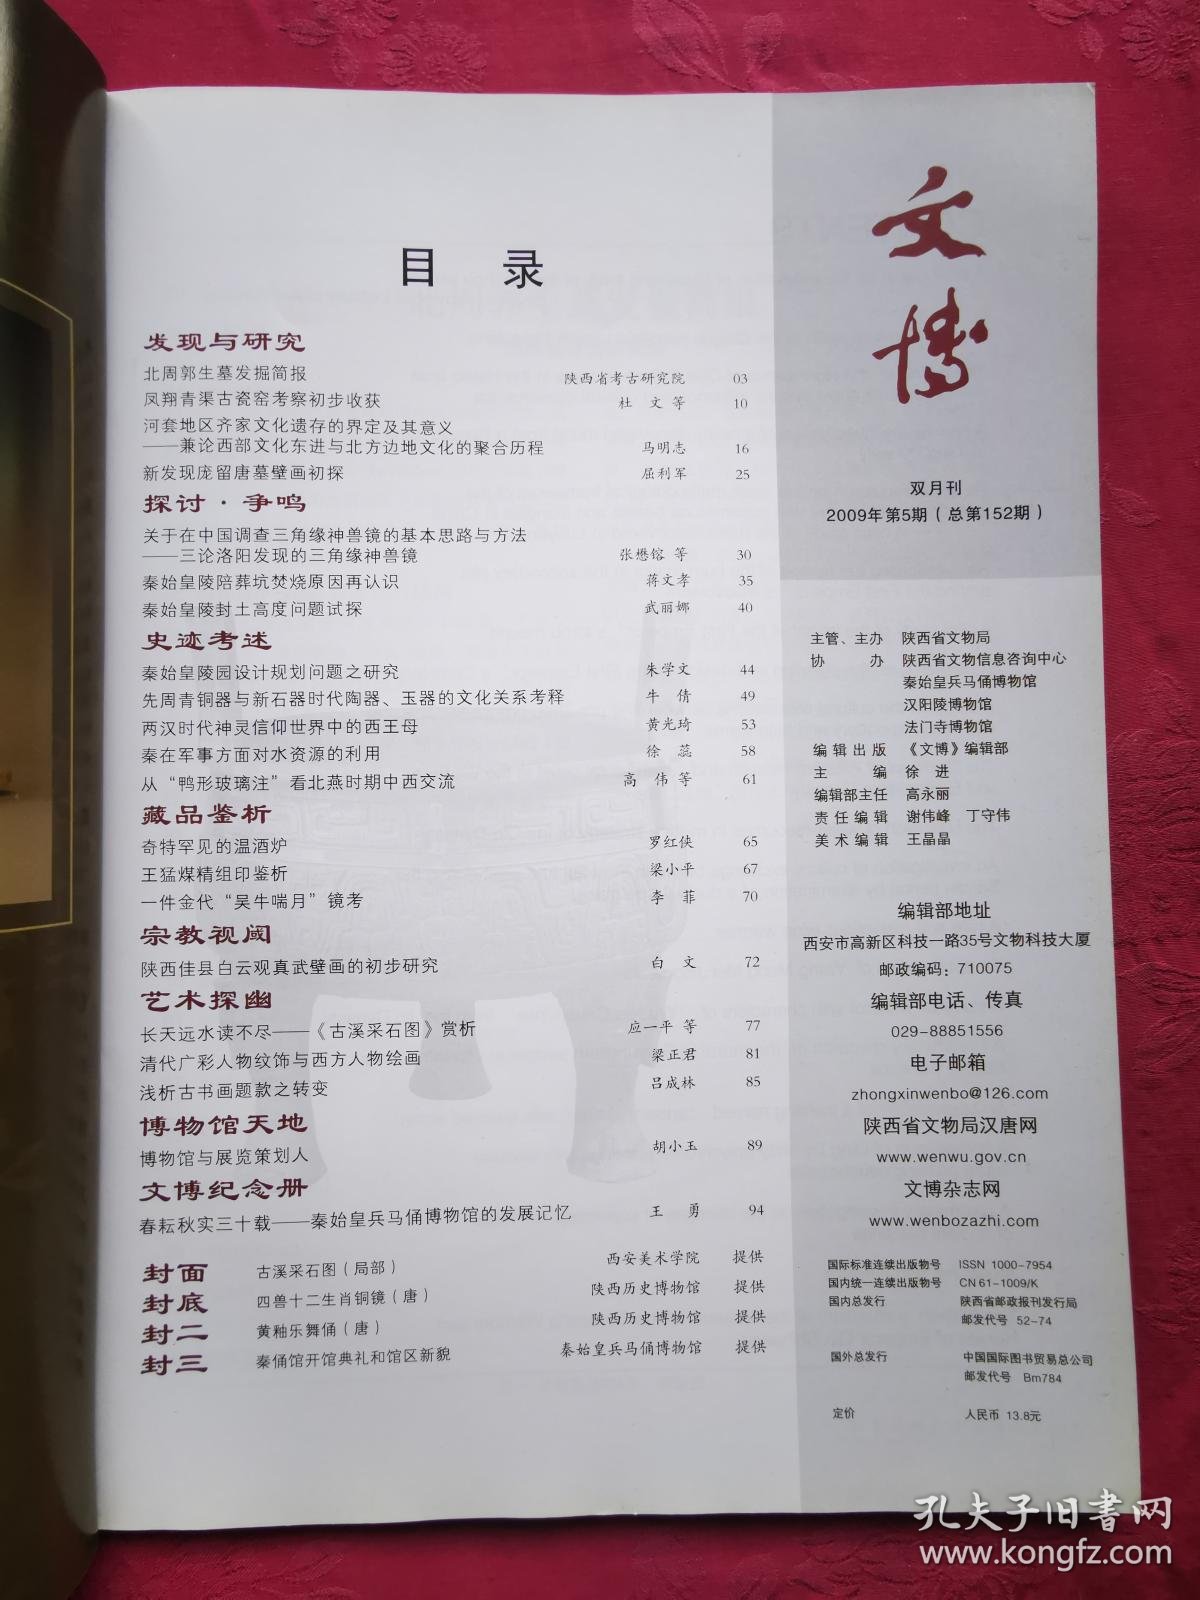 目 录
发现与研究
北周郭生墓发掘简报 陕西省考古研究院 03
凤翔青渠古瓷窑考察初步收获 杜 文 等 10
河套地区齐家文化遗存的界定及其意义
——兼论西部文化东进与北方边地文化的聚合历程 马明志 16
新发现庞留唐墓壁画初探 屈利军 25
探讨·争鸣
关于在中国调查三角缘神兽镜的基本思路与方法
——三论洛阳发现的三角缘神兽镜 张懋镕 等 30
秦始皇陵陪葬坑焚烧原因再认识 蒋文孝 35
秦始皇陵封土高度问题试探 武丽娜 40
史迹考述
秦始皇陵园设计规划问题之研究 朱学文 44
先周青铜器与新石器时代陶器、玉器的文化关系考释 牛 倩 49
两汉时代神灵信仰世界中的西王母 黄光琦 53
秦在军事方面对水资源的利用 徐 蕊 58
从“鸭形玻璃注”看北燕时期中西交流 高 伟 等 61
藏品鉴析
奇特罕见的温酒炉 罗红侠 65
王猛煤精组印鉴析 梁小平 67
一件金代“吴牛喘月”镜考 李 菲 70
宗教视阈
陕西佳县白云观真武壁画的初步研究 白 文 72
艺术探幽
长天远水读不尽——《古溪采石图》赏析 应一平 等 77
清代广彩人物纹饰与西方人物绘画 梁正君 81
浅析古书画题款之转变 吕成林 85
博物馆天地
博物馆与展览策划人 胡小玉 89
文博纪念册
春耘秋实三十载——秦始皇兵马俑博物馆的发展记忆 王 勇 94
封面 古溪采石图（局部） 西安美术学院 提供
封底 四兽十二生肖铜镜（唐） 陕西历史博物馆 提供
封二 黄釉乐舞俑（唐） 陕西历史博物馆 提供
封三 秦俑馆开馆典礼和馆区新貌 秦始皇兵马俑博物馆 提供
文博
双月刊
2009年第5期（总第152期）
主管、主办 陕西省文物局
协 办 陕西省文物信息咨询中心
秦始皇兵马俑博物馆
汉阳陵博物馆
法门寺博物馆
编辑出版 《文博》编辑部
主 编 徐 进
编辑部主任 高永丽
责任编辑 谢伟峰 丁守伟
美术编辑 王晶晶
编辑部地址
西安市高新区科技一路35号文物科技大厦
邮政编码：710075
编辑部电话、传真
029-88851556
电子邮箱
zhongxinwenbo@126.com
陕西省文物局汉唐网
www.wenwu.gov.cn
文博杂志网
www.wenbozazhi.com
国际标准连续出版物号 ISSN 1000-7954
国内统一连续出版物号 CN 61-1009/K
国内总发行 陕西省邮政报刊发行局
邮发代号 52-74
国外总发行 中国国际图书贸易总公司
邮发代号 Bm784
定价 人民币 13.8元
孔夫子旧书网
www.kongfz.com